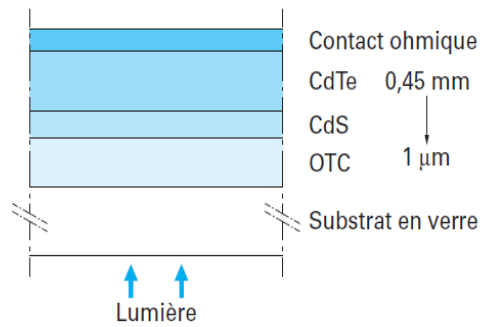 Contact ohmique
CdTe 0,45 mm
CdS
OTC 1 μm
Substrat en verre
Lumière